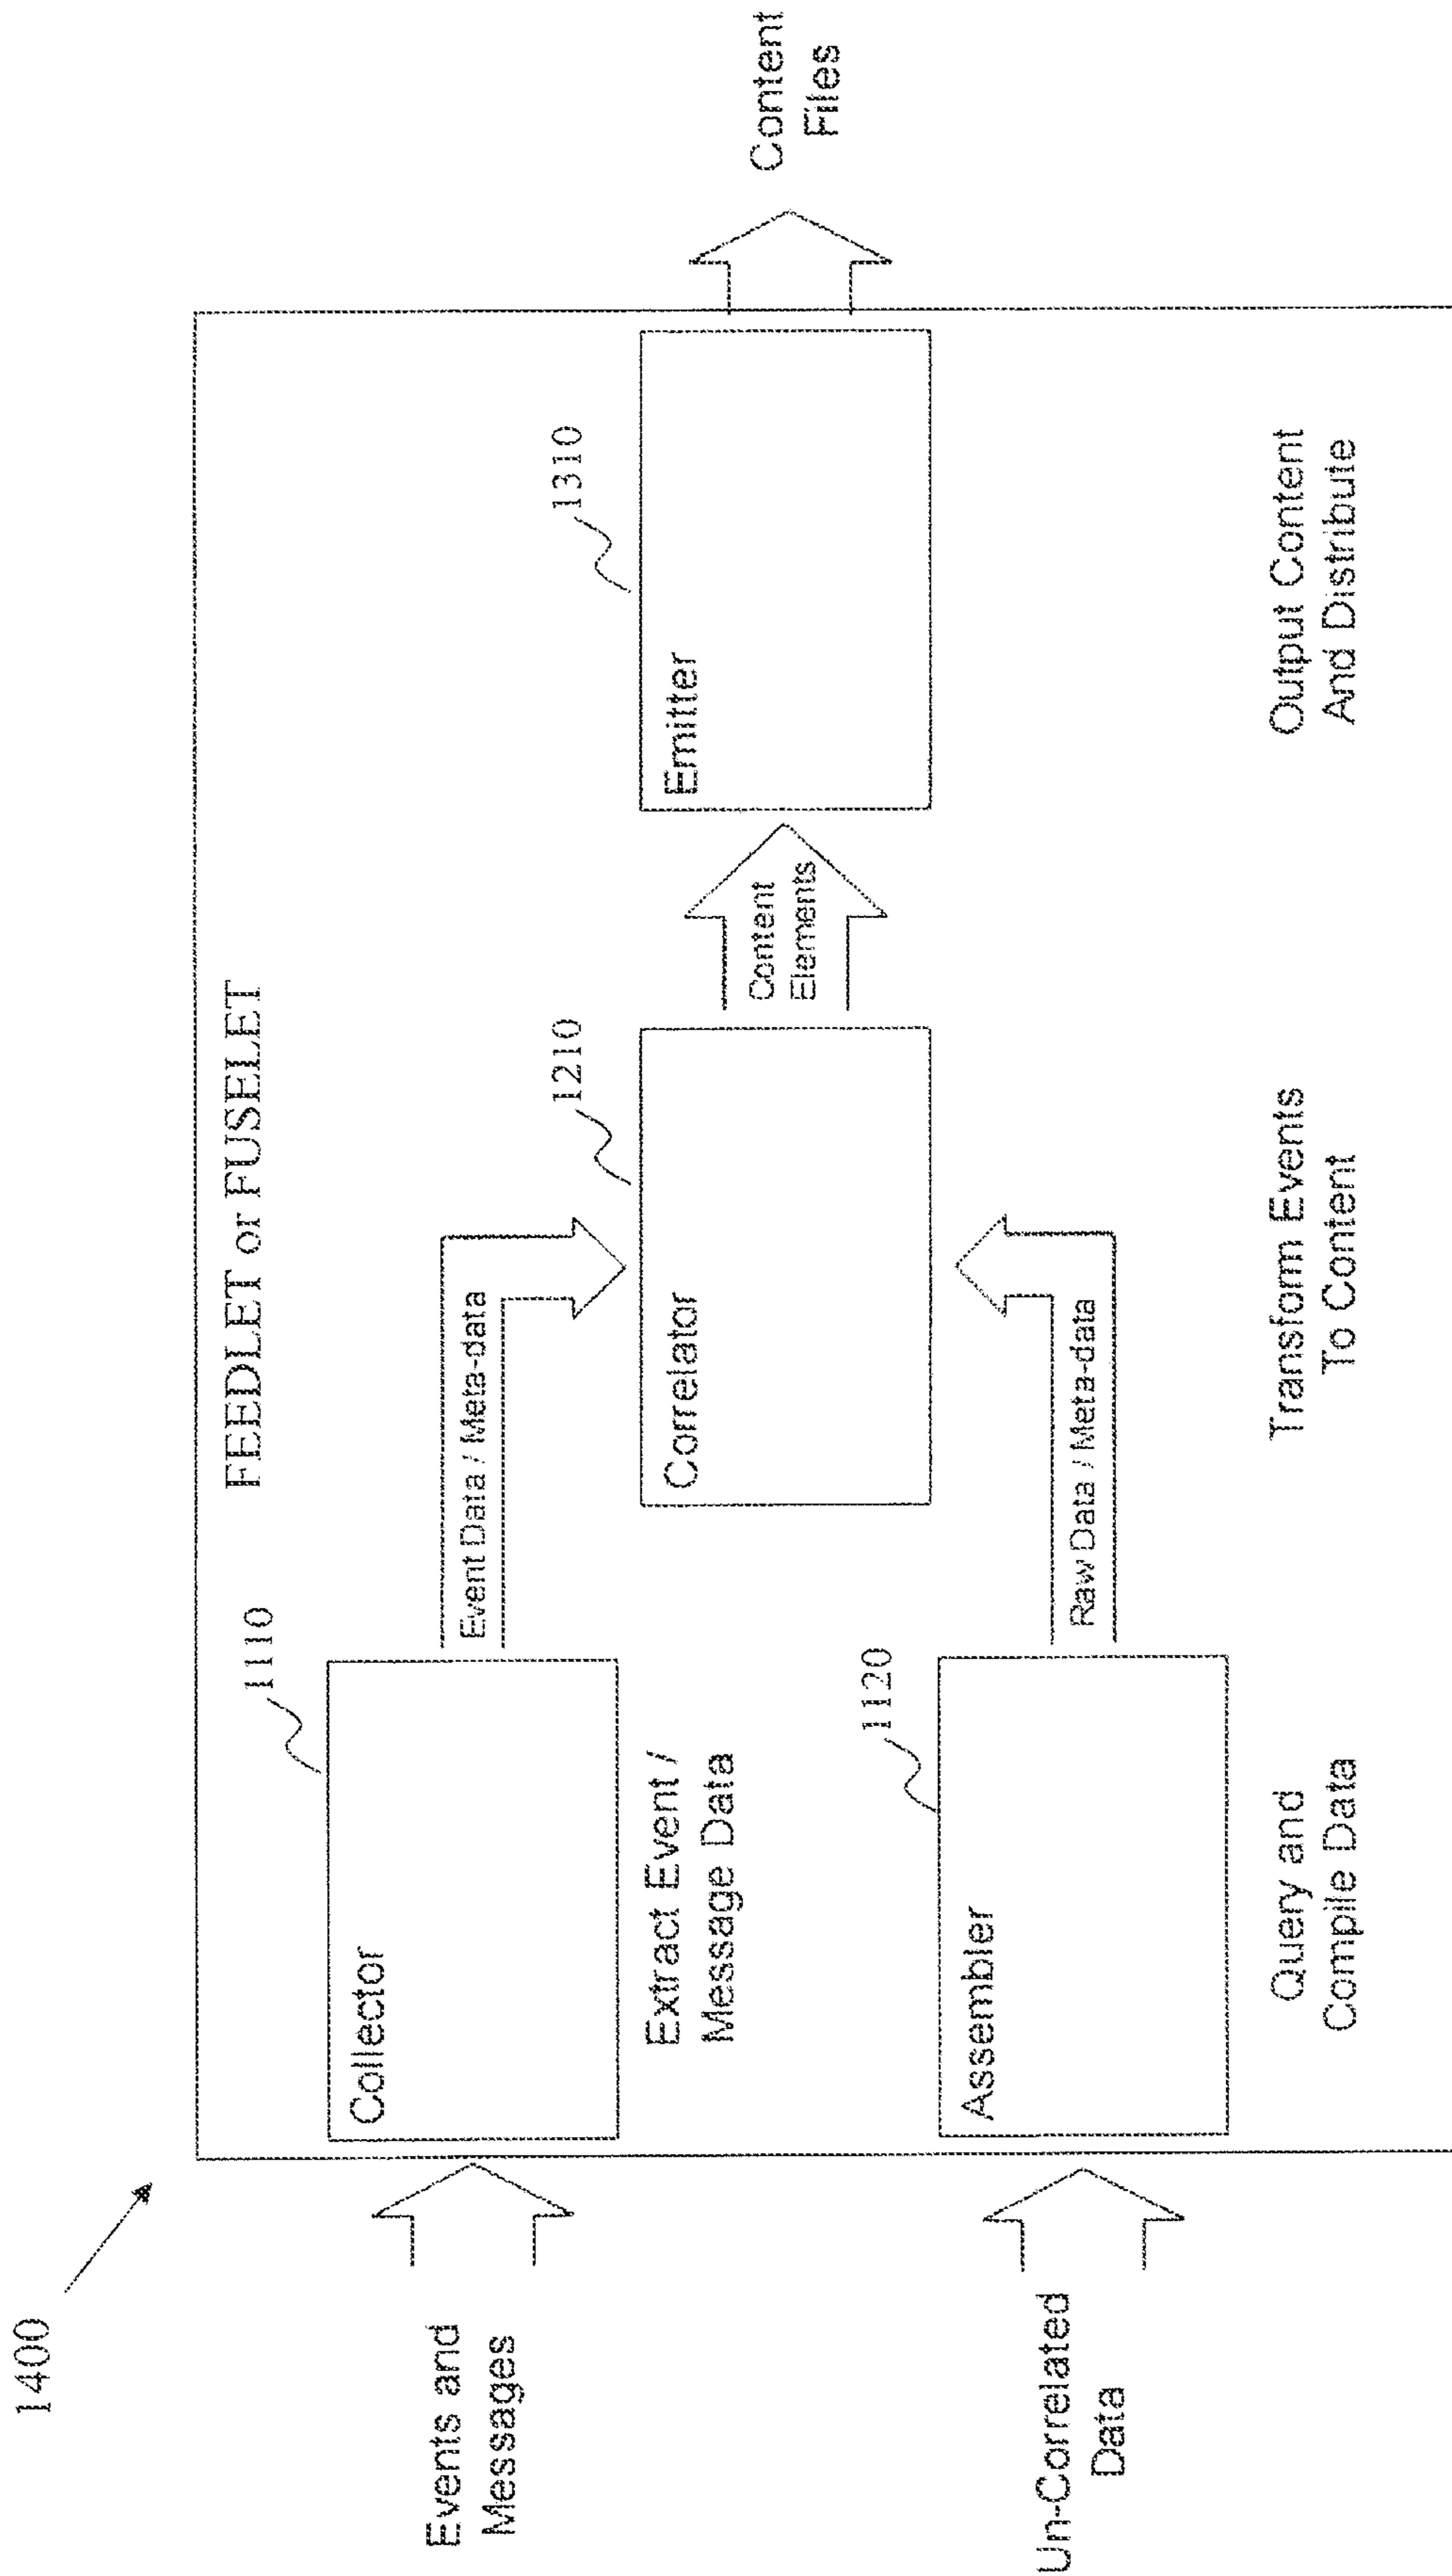 1400
FEEDLET or FUSELET
Events and
Messages
1110
Collector
Extract Event /
Message Data
Event Data / Meta-data
Un-Correlated
Data
1120
Assembler
Query and
Compile Data
Raw Data / Meta-data
1210
Correlator
Transform Events
To Content
Content
Elements
1310
Emitter
Output Content
And Distribute
Content
Files